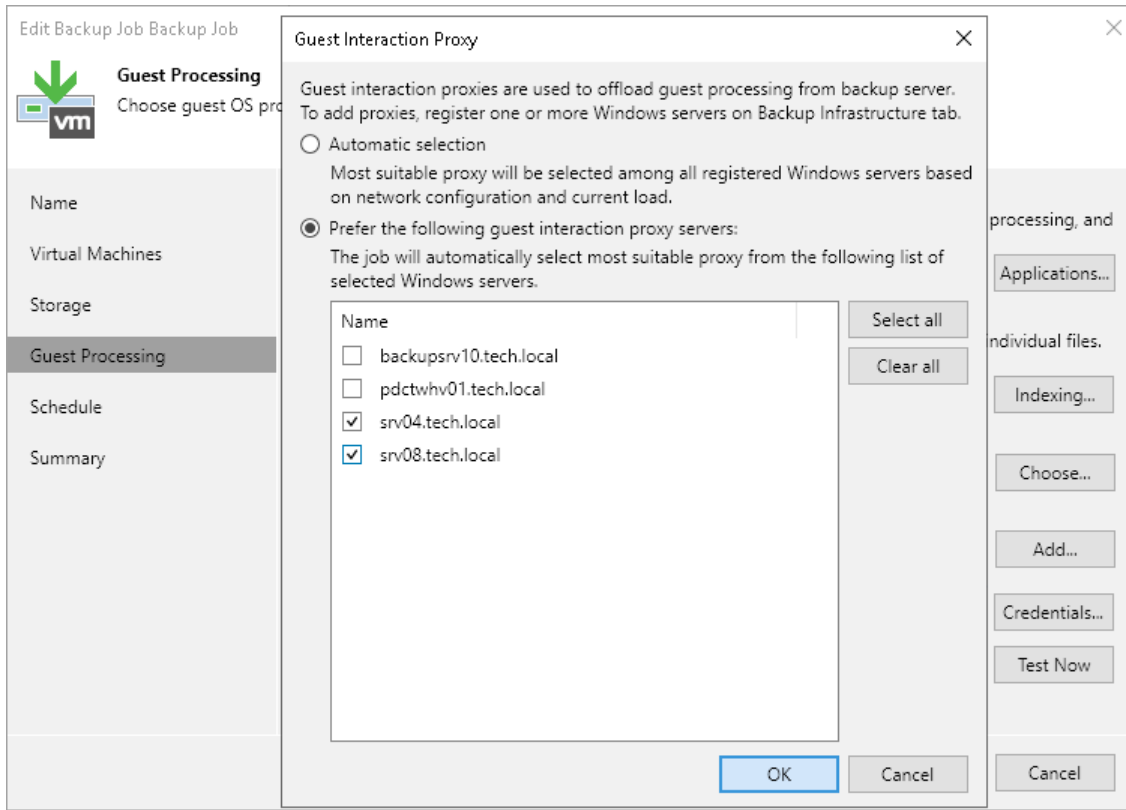 Edit Backup Job Backup Job
Guest Processing
Choose guest OS pro
vm
Name
Virtual Machines
Storage
Guest Processing
Schedule
Summary
Guest Interaction Proxy
Guest interaction proxies are used to offload guest processing from backup server.
To add proxies, register one or more Windows servers on Backup Infrastructure tab.
Automatic selection
Most suitable proxy will be selected among all registered Windows servers based
on network configuration and current load.
Prefer the following guest interaction proxy servers:
The job will automatically select most suitable proxy from the following list of
selected Windows servers.
Name
backupsrv10.tech.local
pdctwhv01.tech.local
srv04.tech.local
srv08.tech.local
Select all
Clear all
OK
Cancel
processing, and
Applications...
individual files.
Indexing...
Choose...
Add...
Credentials...
Test Now
Cancel